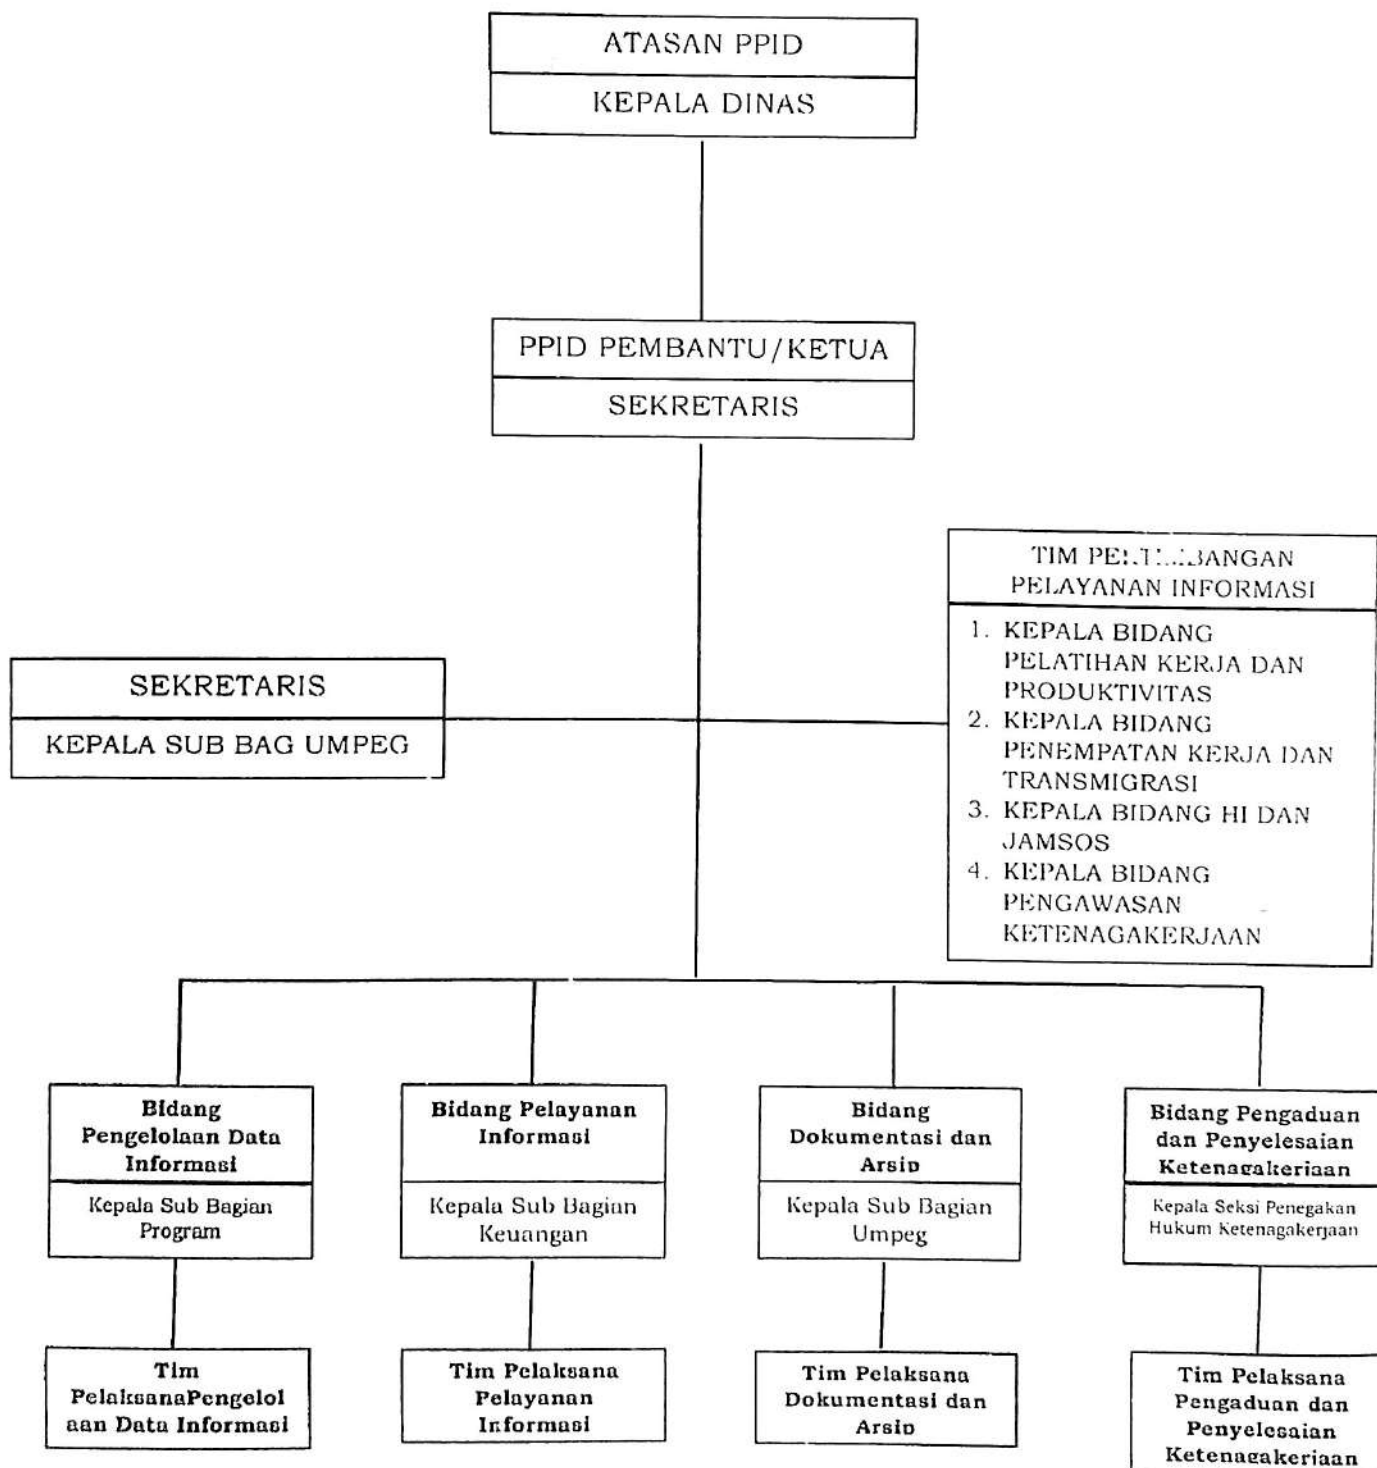 ATASAN PPID
KEPALA DINAS
PPID PEMBANTU/KETUA
SEKRETARIS
TIM
PELAYANAN INFORMASI
1. KEPALA BIDANG
PELATIHAN KERJA DAN
PRODUKTIVITAS
2. KEPALA BIDANG
PENEMPATAN KERJA DAN
TRANSMIGRASI
3. KEPALA BIDANG HI DAN
JAMSOS
4. KEPALA BIDANG
PENGAWASAN
KETENAGAKERJAAN
SEKRETARIS
KEPALA SUB BAG UMPEG
Bidang
Pengelolaan Data
Informasi
Kepala Sub Bagian
Program
Bidang Pelayanan
Informasi
Kepala Sub Bagian
Keuangan
Bidang
Dokumentasi dan
Arsip
Kepala Sub Bagian
Umpeg
Bidang Pengaduan
dan Penyelesaian
Ketenagakerjaan
Kepala Seksi Penegakan
Hukum Ketenagakerjaan
Tim
PelaksanaPengelol
aan Data Informasi
Tim Pelaksana
Pelayanan
Informasi
Tim Pelaksana
Dokumentasi dan
Arsip
Tim Pelaksana
Pengaduan dan
Penyelesaian
Ketenagakerjaan